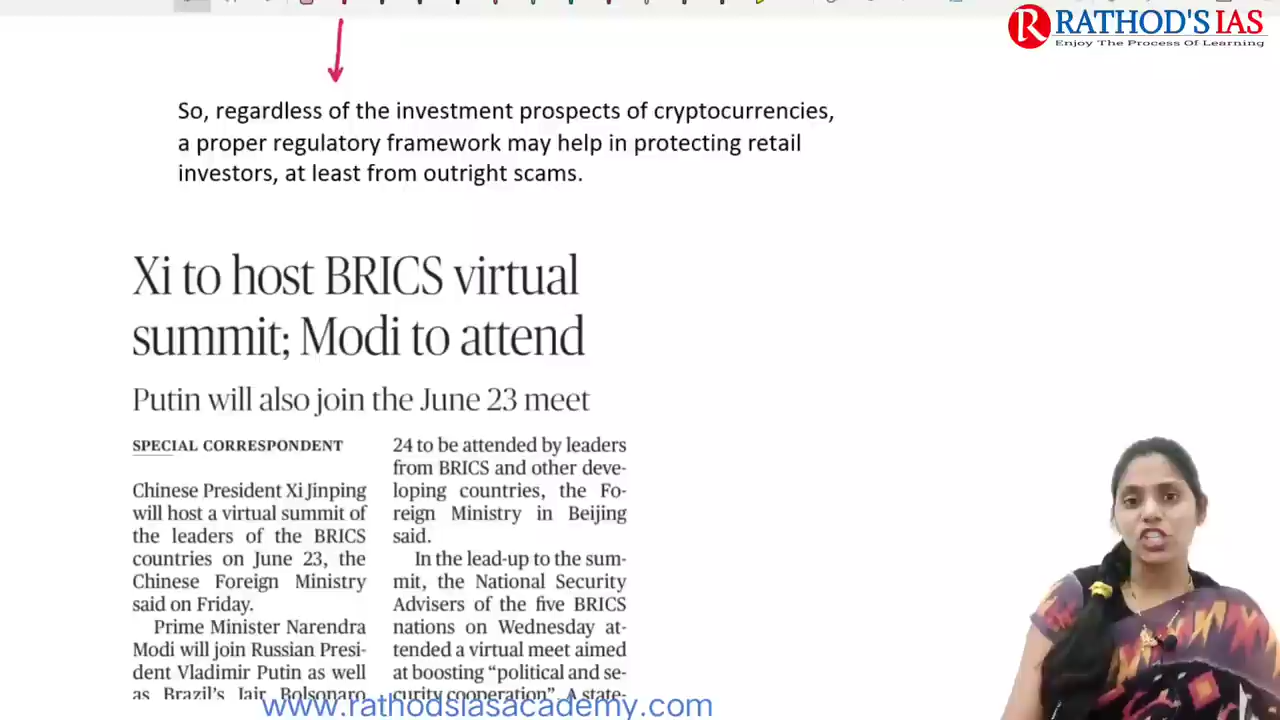 RATHOD'S IAS
Enjoy The Process Of Learning
So, regardless of the investment prospects of cryptocurrencies,
a proper regulatory framework may help in protecting retail
investors, at least from outright scams.
Xi to host BRICS virtual
summit; Modi to attend
Putin will also join the June 23 meet
SPECIAL CORRESPONDENT
Chinese President Xi Jinping
will host a virtual summit of
the leaders of the BRICS
countries on June 23, the
Chinese Foreign Ministry
said on Friday.
Prime Minister Narendra
Modi will join Russian Presi-
dent Vladimir Putin as well
as Brazil's Jair Bolsonaro
24 to be attended by leaders
from BRICS and other deve-
loping countries, the Fo-
reign Ministry in Beijing
said.
In the lead-up to the sum-
mit, the National Security
Advisers of the five BRICS
nations on Wednesday at-
tended a virtual meet aimed
at boosting “political and se-
curity cooperation”. A state-
www.rathodsiasacademy.com